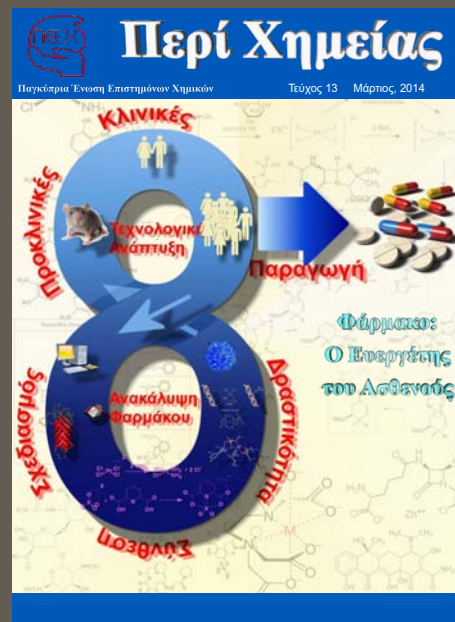 ΠΕΕΧ
Περί Χημείας
Παγκύπρια Ένωση Επιστημόνων Χημικών
Τεύχος 13 Μάρτιος, 2014
Κλινικές
Προκλινικές
Τεχνολογική
Ανάπτυξη
Παραγωγή
Φάρμακο:
Ο Ευεργέτης
του Ασθενούς
Σχεδιασμός
Ανακάλυψη
Φαρμάκου
Δραστικότητα
Σύνθεση